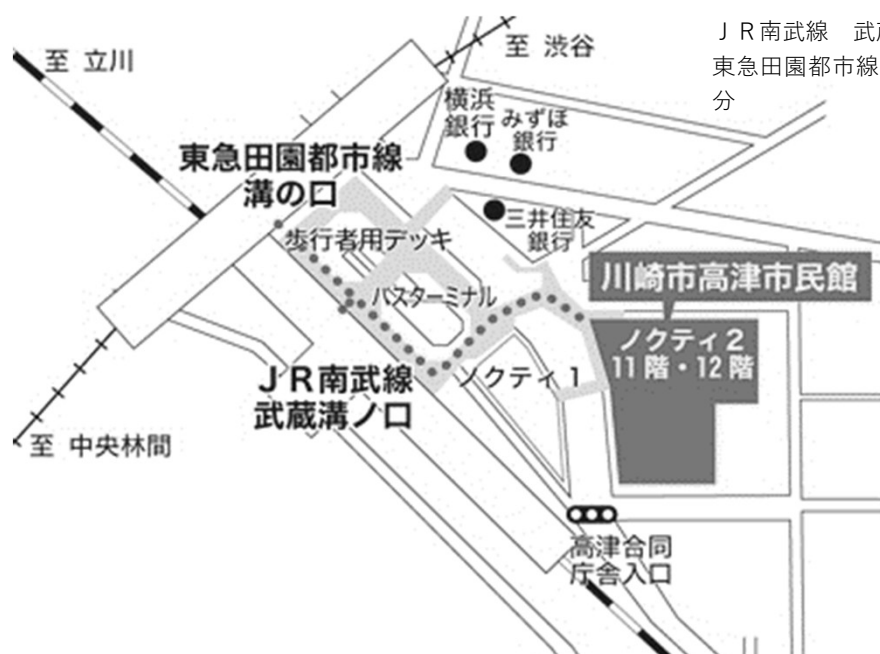 ＪＲ南武線　武蔵
東急田園都市線
分
至 立川
至 渋谷
横浜
銀行
みずほ
銀行
東急田園都市線
溝の口
三井住友
銀行
歩行者用デッキ
川崎市高津市民館
バスターミナル
ノクティ２
11階・12階
ＪＲ南武線
武蔵溝ノ口
ノクティ１
至 中央林間
高津合同
庁舎入口